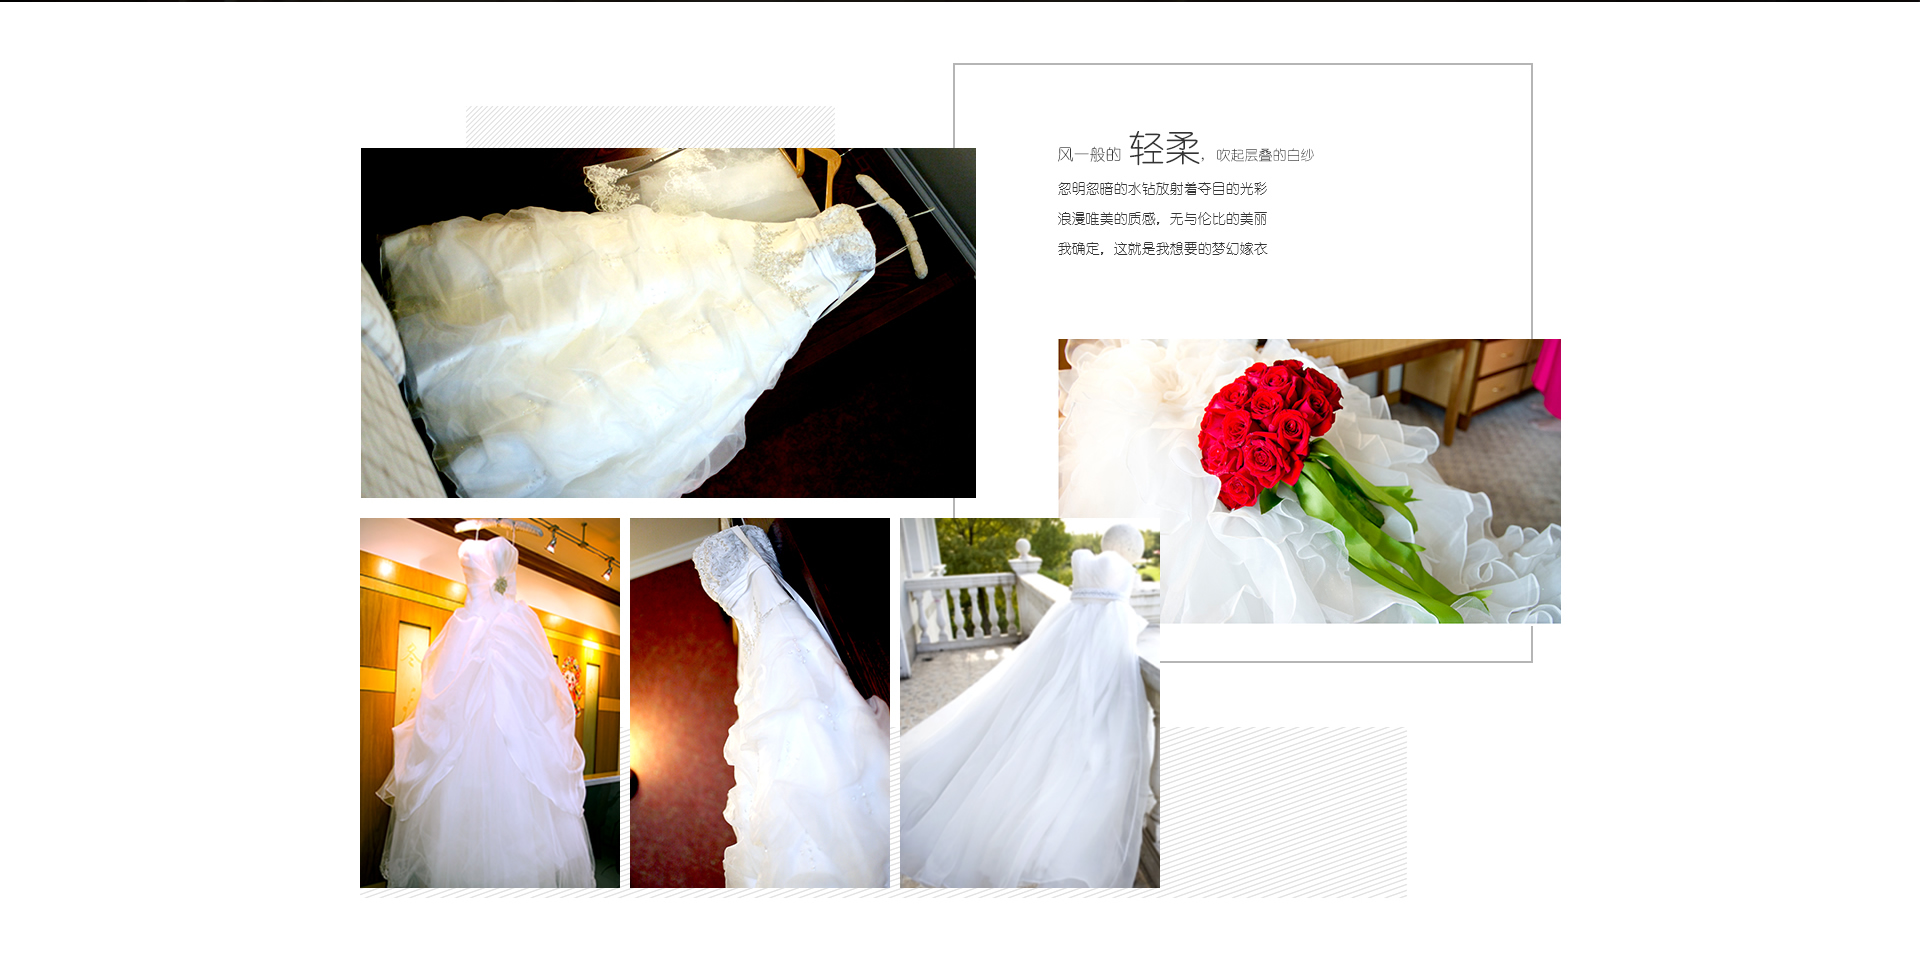 风一般的 轻柔，吹起层叠的白纱
忽明忽暗的水钻放射着夺目的光彩
浪漫唯美的质感，无与伦比的美丽
我确定，这就是我想要的梦幻嫁衣